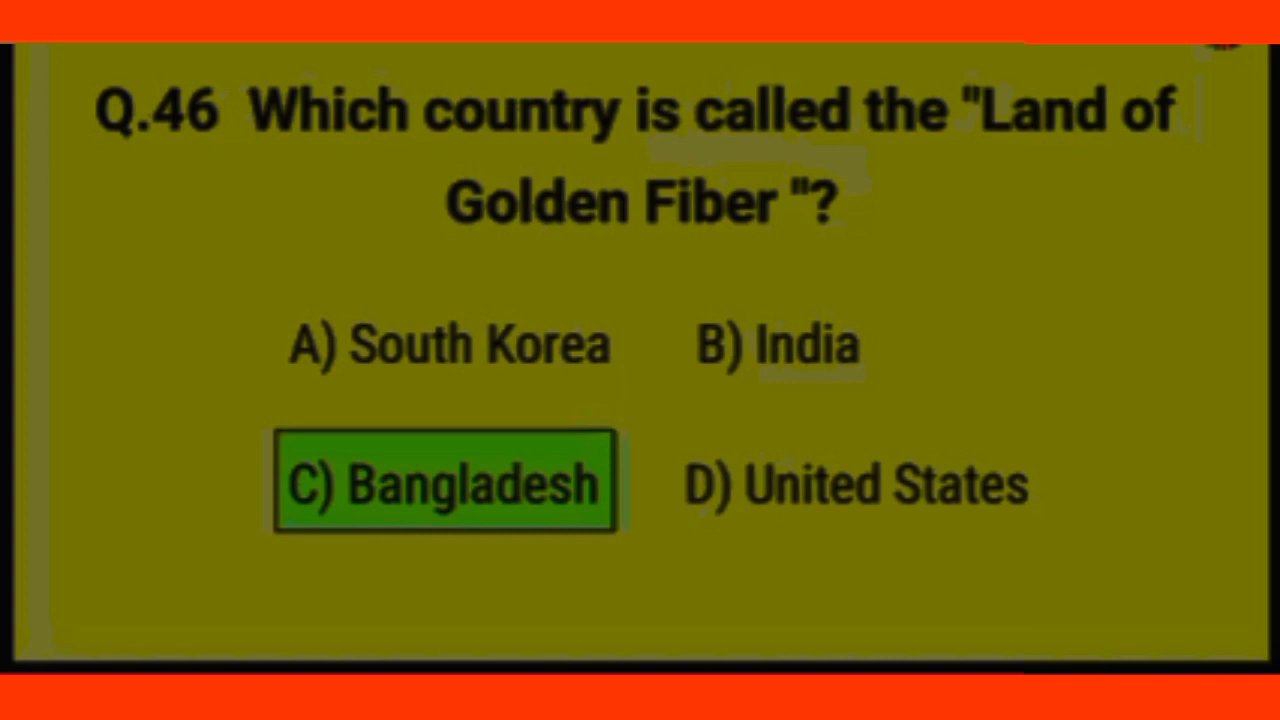 Q.46 Which country is called the "Land of
Golden Fiber "?
A) South Korea B) India
C) Bangladesh D) United States